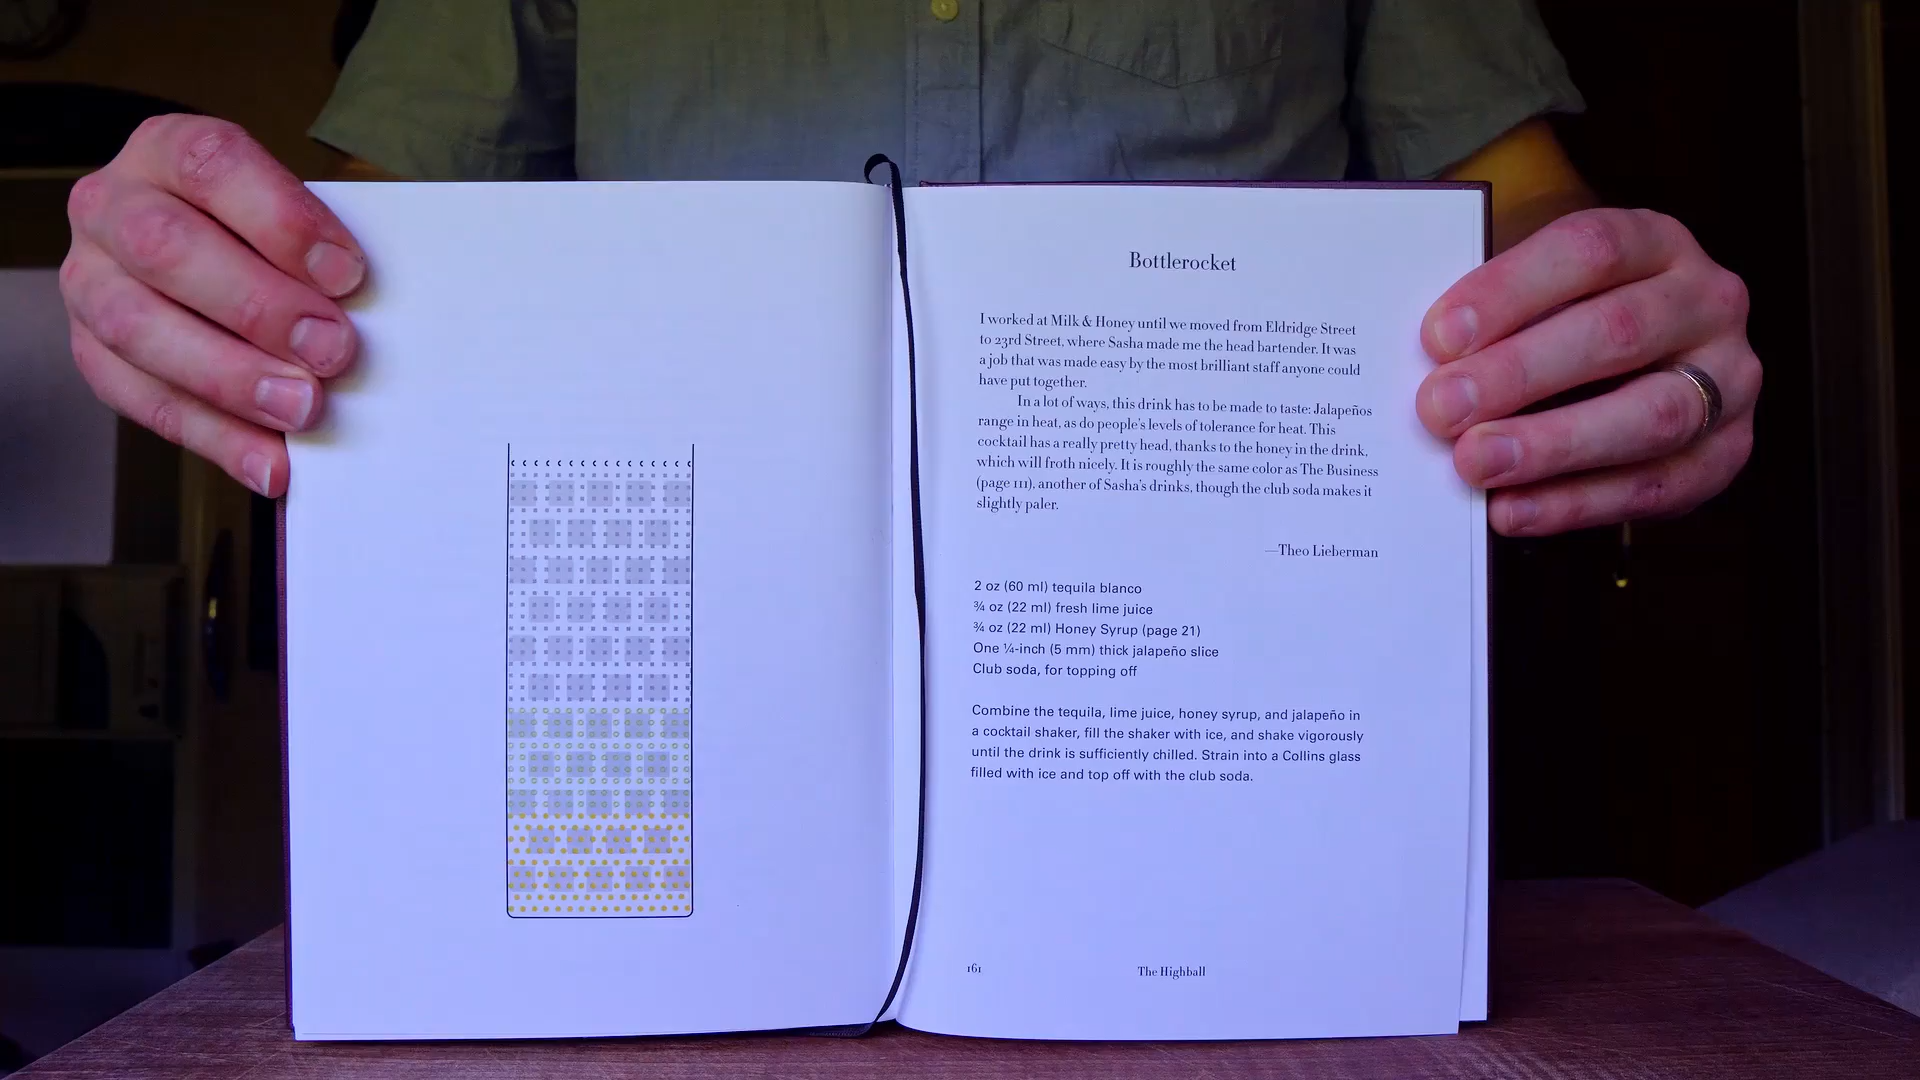 Bottlerocket
I worked at Milk & Honey until we moved from Eldridge Street
to 23rd Street, where Sasha made me the head bartender. It was
a job that was made easy by the most brilliant staff anyone could
have put together.
In a lot of ways, this drink has to be made to taste: Jalapeños
range in heat, as do people's levels of tolerance for heat. This
cocktail has a really pretty head, thanks to the honey in the drink,
which will froth nicely. It is roughly the same color as The Business
(page 111), another of Sasha's drinks, though the club soda makes it
slightly paler.
—Theo Lieberman
2 oz (60 ml) tequila blanco
¾ oz (22 ml) fresh lime juice
¾ oz (22 ml) Honey Syrup (page 21)
One ¼-inch (5 mm) thick jalapeño slice
Club soda, for topping off
Combine the tequila, lime juice, honey syrup, and jalapeño in
a cocktail shaker, fill the shaker with ice, and shake vigorously
until the drink is sufficiently chilled. Strain into a Collins glass
filled with ice and top off with the club soda.
161 The Highball